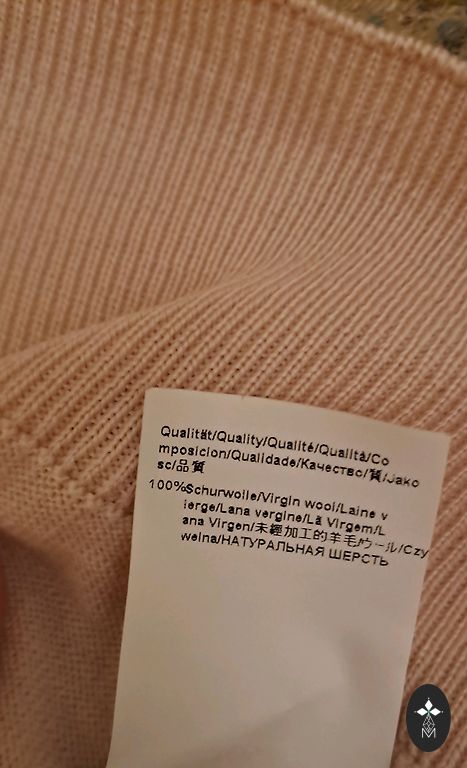 Qualität/Quality/Qualité/Qualità/Co
mposicion/Qualidade/Качество/質/Jako
sc/品質
100%Schurwolle/Virgin wool/Laine v
ierge/Lana vergine/Lã Virgem/L
ana Virgen/未經加工的羊毛/ウール/Czy
welna/НАТУРАЛЬНАЯ ШЕРСТЬ
M